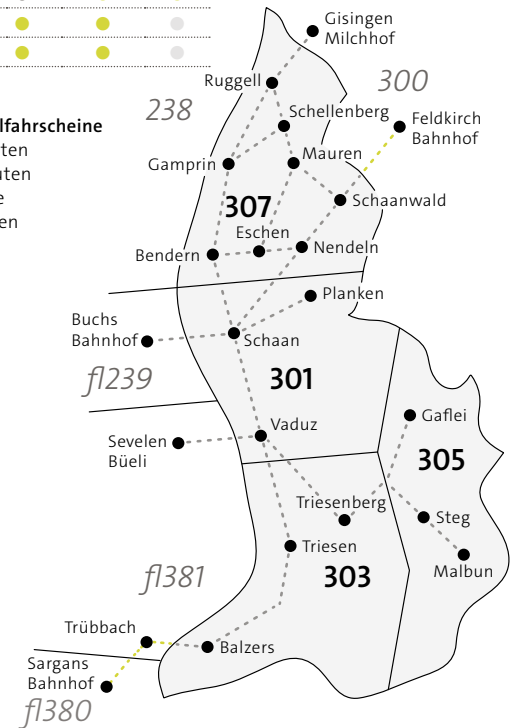 Gisingen
Milchhof
300
Ruggell
238
Schellenberg
Feldkirch
Bahnhof
lfahrscheine
ten
uten
e
en
Mauren
Gamprin
Schaanwald
307
Eschen
Nendeln
Bendern
Planken
Buchs
Bahnhof
Schaan
fl239
301
Gaflei
Vaduz
Sevelen
Büeli
305
Triesenberg
Steg
Triesen
Malbun
303
fl381
Trübbach
Balzers
Sargans
Bahnhof
fl380